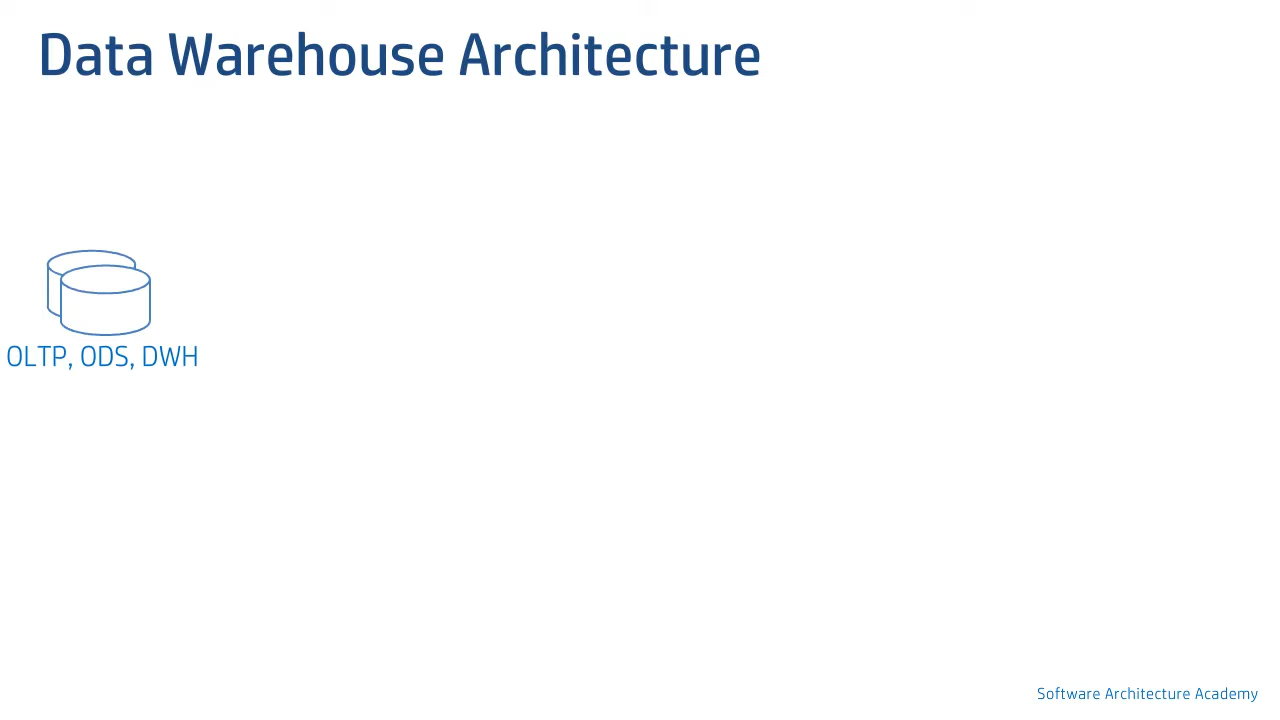 Data Warehouse Architecture
OLTP, ODS, DWH
Software Architecture Academy